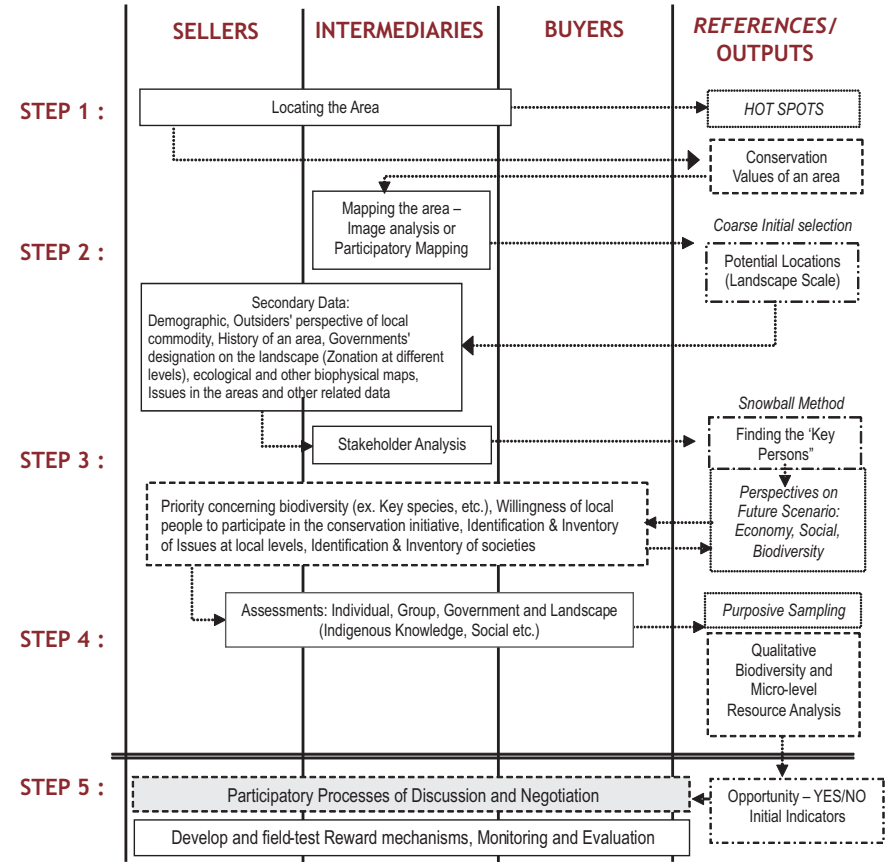 SELLERS
INTERMEDIARIES
BUYERS
REFERENCES/
OUTPUTS
STEP 1 :
Locating the Area
HOT SPOTS
Conservation
Values of an area
STEP 2 :
Mapping the area –
Image analysis or
Participatory Mapping
Coarse Initial selection
Potential Locations
(Landscape Scale)
Secondary Data:
Demographic, Outsiders' perspective of local
commodity, History of an area, Governments'
designation on the landscape (Zonation at different
levels), ecological and other biophysical maps,
Issues in the areas and other related data
STEP 3 :
Stakeholder Analysis
Snowball Method
Finding the ‘Key
Persons”
Priority concerning biodiversity (ex. Key species, etc.), Willingness of local
people to participate in the conservation initiative, Identification & Inventory
of Issues at local levels, Identification & Inventory of societies
Perspectives on
Future Scenario:
Economy, Social,
Biodiversity
STEP 4 :
Assessments: Individual, Group, Government and Landscape
(Indigenous Knowledge, Social etc.)
Purposive Sampling
Qualitative
Biodiversity and
Micro-level
Resource Analysis
STEP 5 :
Participatory Processes of Discussion and Negotiation
Opportunity – YES/NO
Initial Indicators
Develop and field-test Reward mechanisms, Monitoring and Evaluation